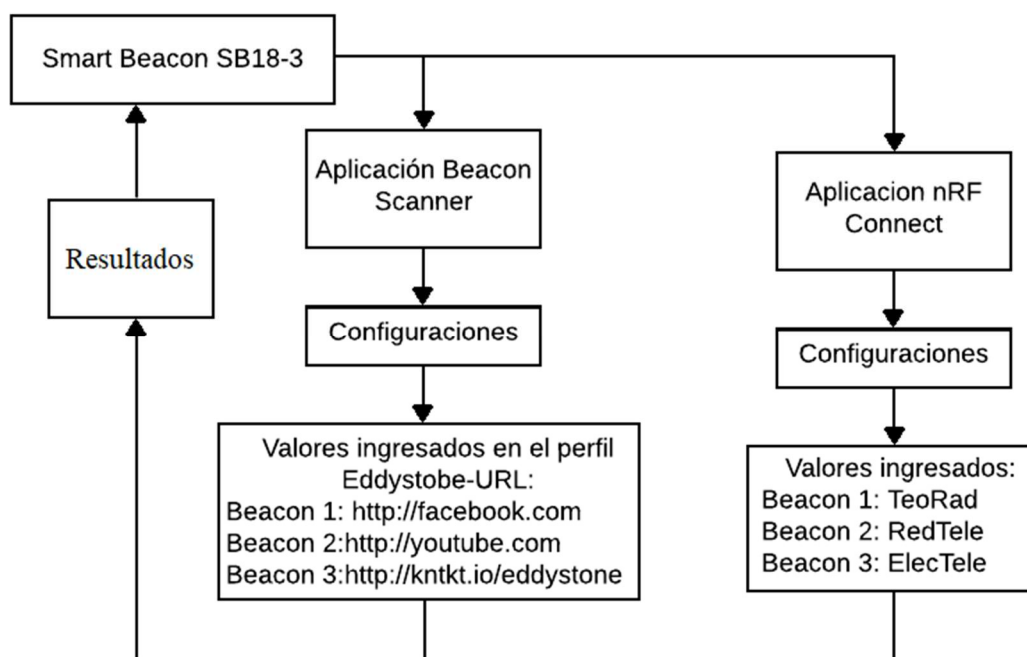 Smart Beacon SB18-3
Aplicación Beacon
Scanner
Aplicacion nRF
Connect
Resultados
Configuraciones
Configuraciones
Valores ingresados en el perfil
Eddystobe-URL:
Beacon 1: http://facebook.com
Beacon 2:http://youtube.com
Beacon 3:http://kntkt.io/eddystone
Valores ingresados:
Beacon 1: TeoRad
Beacon 2: RedTele
Beacon 3: ElecTele